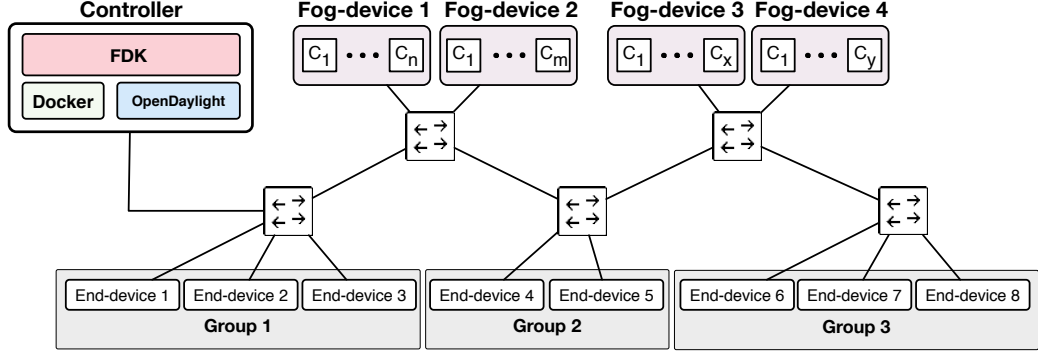 Controller
FDK
Docker
OpenDaylight
Fog-device 1
C1 ••• Cn
Fog-device 2
C1 ••• Cm
Fog-device 3
C1 ••• Cx
Fog-device 4
C1 ••• Cy
End-device 1
End-device 2
End-device 3
Group 1
End-device 4
End-device 5
Group 2
End-device 6
End-device 7
End-device 8
Group 3